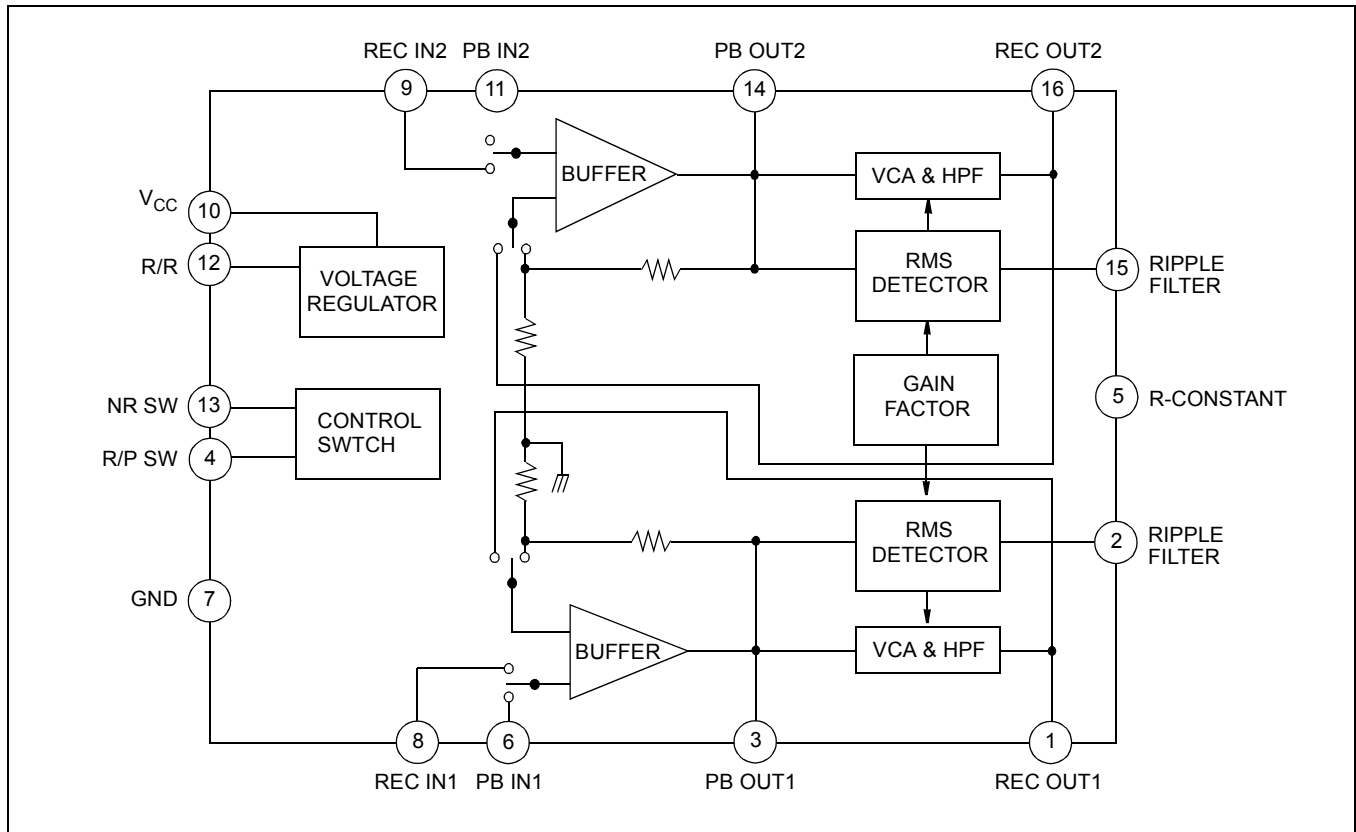 REC IN2 PB IN2 PB OUT2 REC OUT2
9 11 14 16
BUFFER
VCA & HPF
VCC
10
R/R 12
VOLTAGE
REGULATOR
RMS
DETECTOR
15 RIPPLE
FILTER
NR SW 13
R/P SW 4
CONTROL
SWTCH
GAIN
FACTOR
5 R-CONSTANT
RMS
DETECTOR
2 RIPPLE
FILTER
GND 7
BUFFER
VCA & HPF
8 6 3 1
REC IN1 PB IN1 PB OUT1 REC OUT1